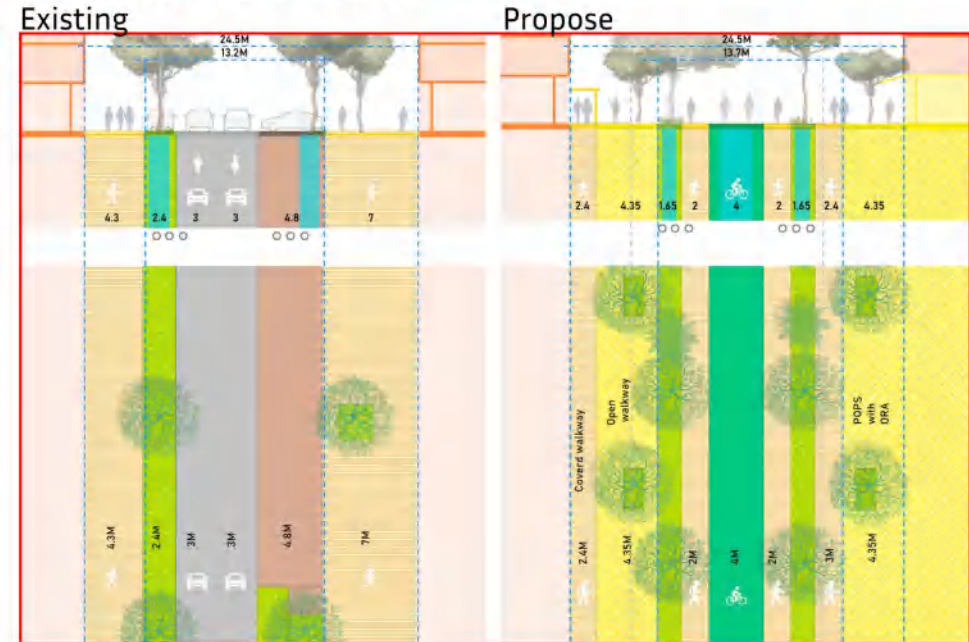 Existing
24.5M
13.2M
4.3
2.4
3
3
4.8
7
4.3M
2.4M
3M
3M
4.8M
7M
Propose
24.5M
13.7M
2.4
4.35
1.65
2
4
2
1.65
2.4
4.35
Coverd walkway
Open
walkway
POPS
with
ORA
2.4M
4.35M
2M
4M
2M
3M
4.35M